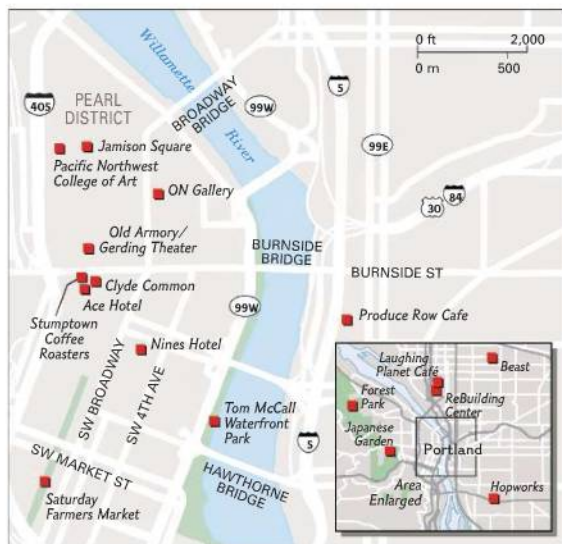 0 ft 2,000
0 m 500
Willamette
River
BROADWAY
BRIDGE
99W
5
405
PEARL
DISTRICT
99E
Jamison Square
Pacific Northwest
College of Art
ON Gallery
30
84
Old Armory/
Gerding Theater
BURNSIDE
BRIDGE
BURNSIDE ST
Clyde Common
Ace Hotel
Stumptown
Coffee
Roasters
99W
Produce Row Cafe
Nines Hotel
SW BROADWAY
SW 4TH AVE
Tom McCall
Waterfront
Park
5
SW MARKET ST
HAWTHORNE
BRIDGE
Saturday
Farmers Market
Laughing
Planet Café
Beast
Forest
Park
ReBuilding
Center
Japanese
Garden
Portland
Area
Enlarged
Hopworks